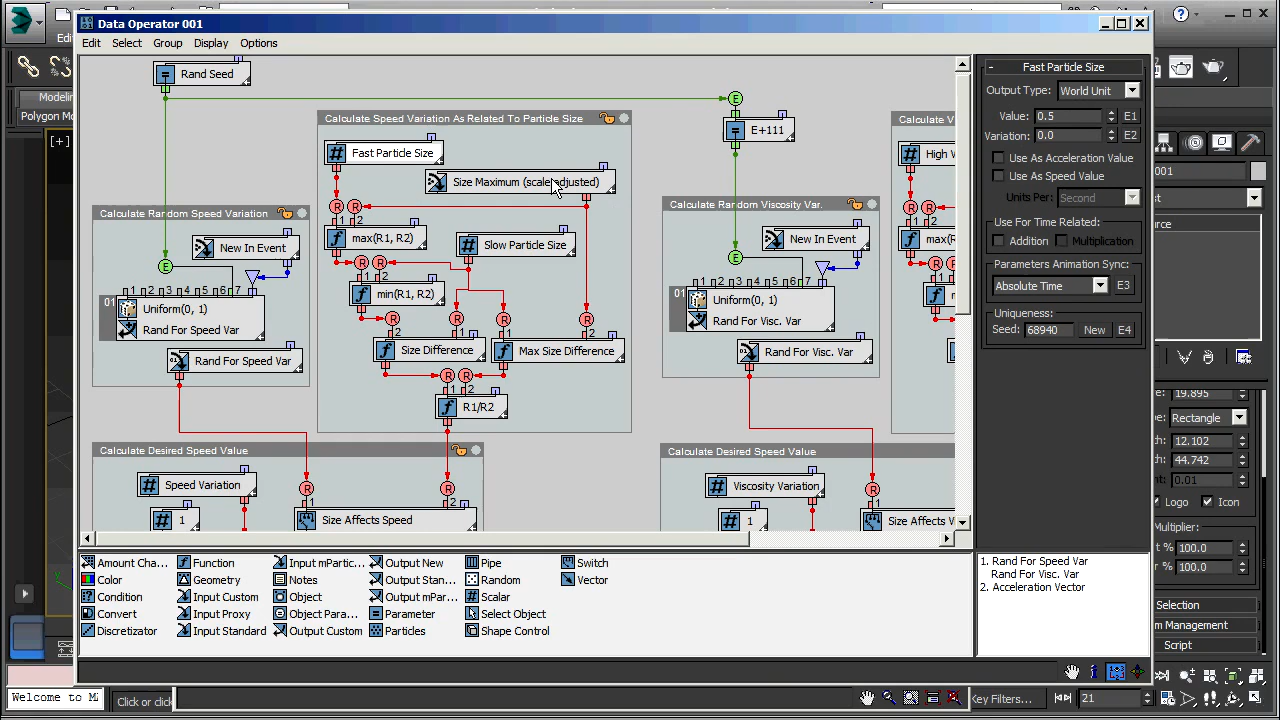 Data Operator 001
Edit Select Group Display Options
Rand Seed
Calculate Speed Variation As Related To Particle Size
Fast Particle Size
Size Maximum (scale adjusted)
max(R1, R2)
Slow Particle Size
min(R1, R2)
Size Difference
Max Size Difference
R1/R2
Calculate Random Speed Variation
New In Event
Uniform(0, 1)
Rand For Speed Var
Rand For Speed Var
Calculate Desired Speed Value
Speed Variation
1
Size Affects Speed
E+111
Calculate Random Viscosity Var.
New In Event
Uniform(0, 1)
Rand For Visc. Var
Rand For Visc. Var
Calculate Desired Speed Value
Viscosity Variation
1
Size Affects V
Calculate V
High V
max(R
m
Fast Particle Size
Output Type: World Unit
Value: 0.5 E1
Variation: 0.0 E2
Use As Acceleration Value
Use As Speed Value
Units Per: Second
Use For Time Related:
Addition Multiplication
Parameters Animation Sync:
Absolute Time E3
Uniqueness:
Seed: 68940 New E4
Amount Cha... Function Input mPartic... Output New Pipe Switch
Color Geometry Notes Output Stan... Random Vector
Condition Input Custom Object Output mPar... Scalar
Convert Input Proxy Object Para... Parameter Select Object
Discretizator Input Standard Output Custom Particles Shape Control
1. Rand For Speed Var
Rand For Visc. Var
2. Acceleration Vector
Modeling
Polygon Mo
[+]
001
19.895
Rectangle
12.102
44.742
0.01
Logo Icon
Multiplier:
100.0
100.0
Selection
Script
Welcome to M
Click or clic
Key Filters...
21